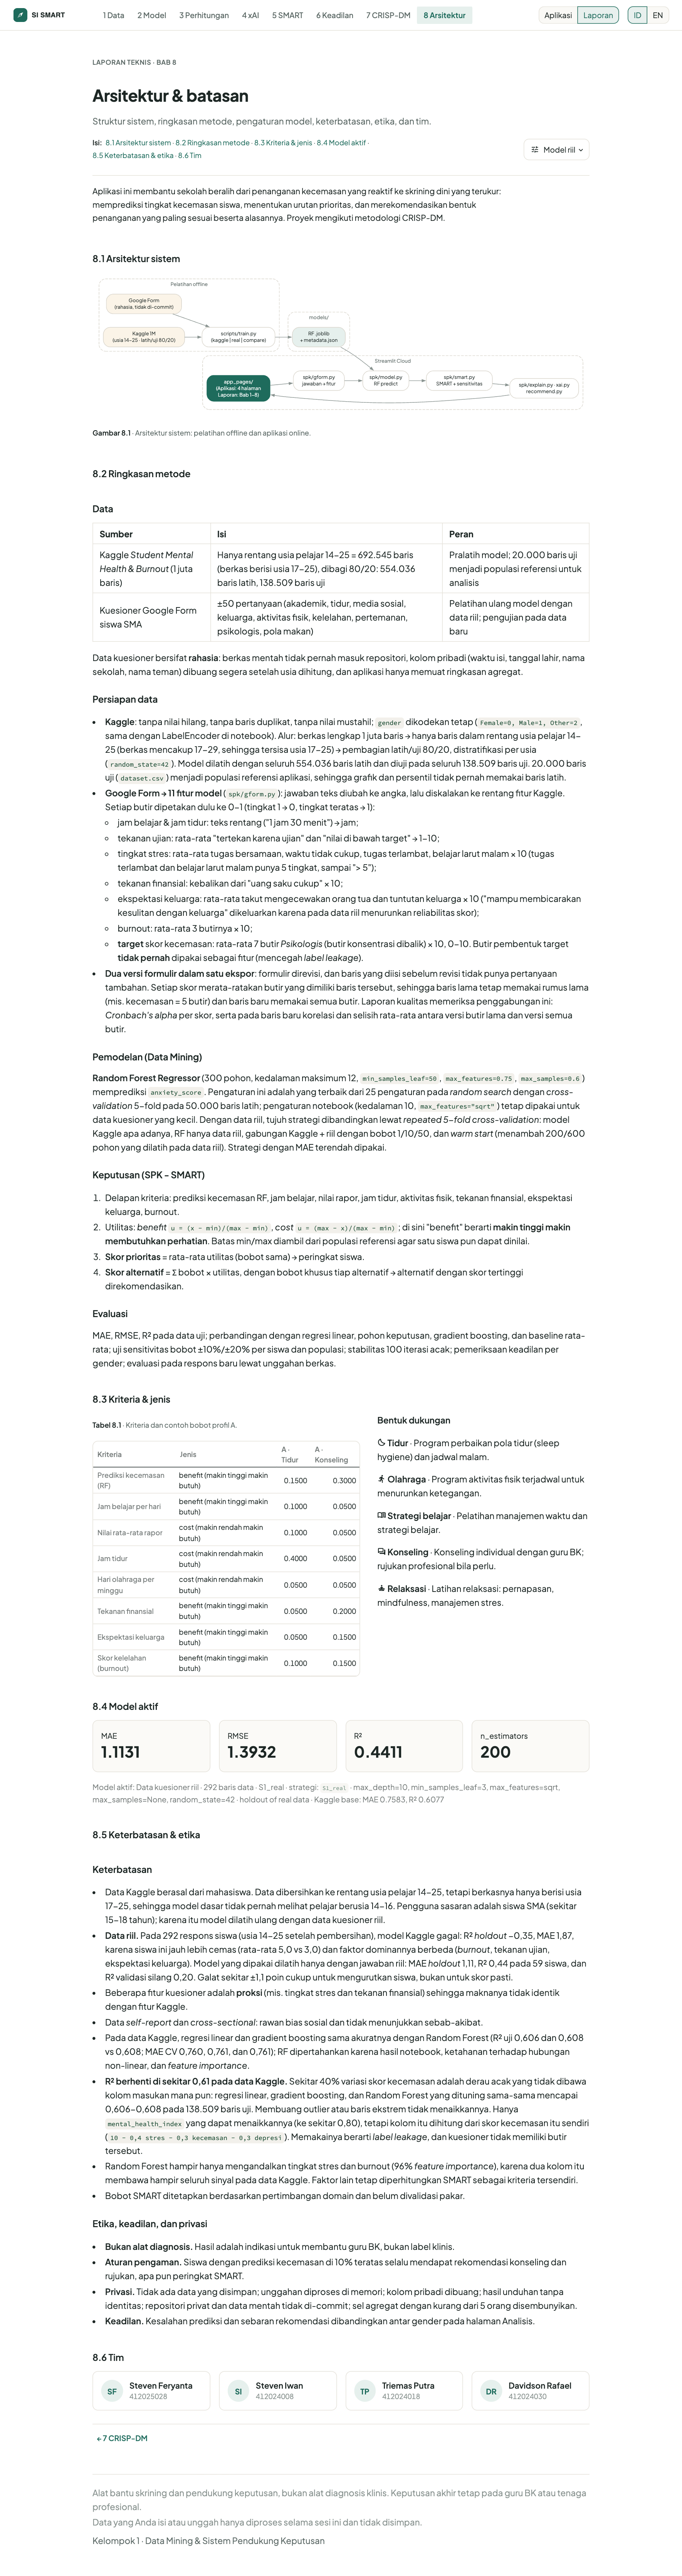 SI SMART
1 Data
2 Model
3 Perhitungan
4 xAI
5 SMART
6 Keadilan
7 CRISP-DM
8 Arsitektur
Aplikasi
Laporan
ID
EN
LAPORAN TEKNIS · BAB 8
Arsitektur & batasan
Struktur sistem, ringkasan metode, pengaturan model, keterbatasan, etika, dan tim.
Isi: 8.1 Arsitektur sistem · 8.2 Ringkasan metode · 8.3 Kriteria & jenis · 8.4 Model aktif ·
8.5 Keterbatasan & etika · 8.6 Tim
Model riil
Aplikasi ini membantu sekolah beralih dari penanganan kecemasan yang reaktif ke skrining dini yang terukur:
memprediksi tingkat kecemasan siswa, menentukan urutan prioritas, dan merekomendasikan bentuk
penanganan yang paling sesuai beserta alasannya. Proyek mengikuti metodologi CRISP-DM.
8.1 Arsitektur sistem
Pelatihan offline
Google Form
(rahasia, tidak di-commit)
Kaggle 1M
(usia 14–25 · latih/uji 80/20)
scripts/train.py
(kaggle | real | compare)
models/
RF .joblib
+ metadata.json
Streamlit Cloud
app_pages/
(Aplikasi: 4 halaman
Laporan: Bab 1–8)
spk/gform.py
jawaban → fitur
spk/model.py
RF predict
spk/smart.py
SMART + sensitivitas
spk/explain.py · xai.py
recommend.py
Gambar 8.1 · Arsitektur sistem: pelatihan offline dan aplikasi online.
8.2 Ringkasan metode
Data
Sumber
Isi
Peran
Kaggle Student Mental
Health & Burnout (1 juta
baris)
Hanya rentang usia pelajar 14–25 = 692.545 baris
(berkas berisi usia 17–25), dibagi 80/20: 554.036
baris latih, 138.509 baris uji
Pralatih model; 20.000 baris uji
menjadi populasi referensi untuk
analisis
Kuesioner Google Form
siswa SMA
±50 pertanyaan (akademik, tidur, media sosial,
keluarga, aktivitas fisik, kelelahan, pertemanan,
psikologis, pola makan)
Pelatihan ulang model dengan
data riil; pengujian pada data
baru
Data kuesioner bersifat rahasia: berkas mentah tidak pernah masuk repositori, kolom pribadi (waktu isi, tanggal lahir, nama
sekolah, nama teman) dibuang segera setelah usia dihitung, dan aplikasi hanya memuat ringkasan agregat.
Persiapan data
• Kaggle: tanpa nilai hilang, tanpa baris duplikat, tanpa nilai mustahil; gender dikodekan tetap ( Female=0, Male=1, Other=2 ,
sama dengan LabelEncoder di notebook). Alur: berkas lengkap 1 juta baris → hanya baris dalam rentang usia pelajar 14–
25 (berkas mencakup 17–29, sehingga tersisa usia 17–25) → pembagian latih/uji 80/20, distratifikasi per usia
( random_state=42 ). Model dilatih dengan seluruh 554.036 baris latih dan diuji pada seluruh 138.509 baris uji. 20.000 baris
uji ( dataset.csv ) menjadi populasi referensi aplikasi, sehingga grafik dan persentil tidak pernah memakai baris latih.
• Google Form → 11 fitur model ( spk/gform.py ): jawaban teks diubah ke angka, lalu diskalakan ke rentang fitur Kaggle.
Setiap butir dipetakan dulu ke 0–1 (tingkat 1 → 0, tingkat teratas → 1):
◦ jam belajar & jam tidur: teks rentang ("1 jam 30 menit") → jam;
◦ tekanan ujian: rata-rata "tertekan karena ujian" dan "nilai di bawah target" → 1–10;
◦ tingkat stres: rata-rata tugas bersamaan, waktu tidak cukup, tugas terlambat, belajar larut malam × 10 (tugas
terlambat dan belajar larut malam punya 5 tingkat, sampai "> 5");
◦ tekanan finansial: kebalikan dari "uang saku cukup" × 10;
◦ ekspektasi keluarga: rata-rata takut mengecewakan orang tua dan tuntutan keluarga × 10 ("mampu membicarakan
kesulitan dengan keluarga" dikeluarkan karena pada data riil menurunkan reliabilitas skor);
◦ burnout: rata-rata 3 butirnya × 10;
◦ target skor kecemasan: rata-rata 7 butir Psikologis (butir konsentrasi dibalik) × 10, 0–10. Butir pembentuk target
tidak pernah dipakai sebagai fitur (mencegah label leakage).
• Dua versi formulir dalam satu ekspor: formulir direvisi, dan baris yang diisi sebelum revisi tidak punya pertanyaan
tambahan. Setiap skor merata-ratakan butir yang dimiliki baris tersebut, sehingga baris lama tetap memakai rumus lama
(mis. kecemasan = 5 butir) dan baris baru memakai semua butir. Laporan kualitas memeriksa penggabungan ini:
Cronbach's alpha per skor, serta pada baris baru korelasi dan selisih rata-rata antara versi butir lama dan versi semua
butir.
Pemodelan (Data Mining)
Random Forest Regressor (300 pohon, kedalaman maksimum 12, min_samples_leaf=50 , max_features=0.75 , max_samples=0.6 )
memprediksi anxiety_score . Pengaturan ini adalah yang terbaik dari 25 pengaturan pada random search dengan cross-
validation 5-fold pada 50.000 baris latih; pengaturan notebook (kedalaman 10, max_features="sqrt" ) tetap dipakai untuk
data kuesioner yang kecil. Dengan data riil, tujuh strategi dibandingkan lewat repeated 5-fold cross-validation: model
Kaggle apa adanya, RF hanya data riil, gabungan Kaggle + riil dengan bobot 1/10/50, dan warm start (menambah 200/600
pohon yang dilatih pada data riil). Strategi dengan MAE terendah dipakai.
Keputusan (SPK - SMART)
1. Delapan kriteria: prediksi kecemasan RF, jam belajar, nilai rapor, jam tidur, aktivitas fisik, tekanan finansial, ekspektasi
keluarga, burnout.
2. Utilitas: benefit u = (x − min)/(max − min) , cost u = (max − x)/(max − min) ; di sini "benefit" berarti makin tinggi makin
membutuhkan perhatian. Batas min/max diambil dari populasi referensi agar satu siswa pun dapat dinilai.
3. Skor prioritas = rata-rata utilitas (bobot sama) → peringkat siswa.
4. Skor alternatif = Σ bobot × utilitas, dengan bobot khusus tiap alternatif → alternatif dengan skor tertinggi
direkomendasikan.
Evaluasi
MAE, RMSE, R² pada data uji; perbandingan dengan regresi linear, pohon keputusan, gradient boosting, dan baseline rata-
rata; uji sensitivitas bobot ±10%/±20% per siswa dan populasi; stabilitas 100 iterasi acak; pemeriksaan keadilan per
gender; evaluasi pada respons baru lewat unggahan berkas.
8.3 Kriteria & jenis
Tabel 8.1 · Kriteria dan contoh bobot profil A.
Kriteria
Jenis
A ·
Tidur
A ·
Konseling
Prediksi kecemasan
(RF)
benefit (makin tinggi makin
butuh)
0.1500
0.3000
Jam belajar per hari
benefit (makin tinggi makin
butuh)
0.1000
0.0500
Nilai rata-rata rapor
cost (makin rendah makin
butuh)
0.1000
0.0500
Jam tidur
cost (makin rendah makin
butuh)
0.4000
0.0500
Hari olahraga per
minggu
cost (makin rendah makin
butuh)
0.0500
0.0500
Tekanan finansial
benefit (makin tinggi makin
butuh)
0.0500
0.2000
Ekspektasi keluarga
benefit (makin tinggi makin
butuh)
0.0500
0.1500
Skor kelelahan
(burnout)
benefit (makin tinggi makin
butuh)
0.1000
0.1500
Bentuk dukungan
Tidur · Program perbaikan pola tidur (sleep
hygiene) dan jadwal malam.
Olahraga · Program aktivitas fisik terjadwal untuk
menurunkan ketegangan.
Strategi belajar · Pelatihan manajemen waktu dan
strategi belajar.
Konseling · Konseling individual dengan guru BK;
rujukan profesional bila perlu.
Relaksasi · Latihan relaksasi: pernapasan,
mindfulness, manajemen stres.
8.4 Model aktif
MAE
1.1131
RMSE
1.3932
R²
0.4411
n_estimators
200
Model aktif: Data kuesioner riil · 292 baris data · S1_real · strategi: S1_real · max_depth=10, min_samples_leaf=3, max_features=sqrt,
max_samples=None, random_state=42 · holdout of real data · Kaggle base: MAE 0.7583, R² 0.6077
8.5 Keterbatasan & etika
Keterbatasan
• Data Kaggle berasal dari mahasiswa. Data dibersihkan ke rentang usia pelajar 14–25, tetapi berkasnya hanya berisi usia
17–25, sehingga model dasar tidak pernah melihat pelajar berusia 14–16. Pengguna sasaran adalah siswa SMA (sekitar
15–18 tahun); karena itu model dilatih ulang dengan data kuesioner riil.
• Data riil. Pada 292 respons siswa (usia 14–25 setelah pembersihan), model Kaggle gagal: R² holdout −0,35, MAE 1,87,
karena siswa ini jauh lebih cemas (rata-rata 5,0 vs 3,0) dan faktor dominannya berbeda (burnout, tekanan ujian,
ekspektasi keluarga). Model yang dipakai dilatih hanya dengan jawaban riil: MAE holdout 1,11, R² 0,44 pada 59 siswa, dan
R² validasi silang 0,20. Galat sekitar ±1,1 poin cukup untuk mengurutkan siswa, bukan untuk skor pasti.
• Beberapa fitur kuesioner adalah proksi (mis. tingkat stres dan tekanan finansial) sehingga maknanya tidak identik
dengan fitur Kaggle.
• Data self-report dan cross-sectional: rawan bias sosial dan tidak menunjukkan sebab-akibat.
• Pada data Kaggle, regresi linear dan gradient boosting sama akuratnya dengan Random Forest (R² uji 0,606 dan 0,608
vs 0,608; MAE CV 0,760, 0,761, dan 0,761); RF dipertahankan karena hasil notebook, ketahanan terhadap hubungan
non-linear, dan feature importance.
• R² berhenti di sekitar 0,61 pada data Kaggle. Sekitar 40% variasi skor kecemasan adalah derau acak yang tidak dibawa
kolom masukan mana pun: regresi linear, gradient boosting, dan Random Forest yang dituning sama-sama mencapai
0,606–0,608 pada 138.509 baris uji. Membuang outlier atau baris ekstrem tidak menaikkannya. Hanya
mental_health_index yang dapat menaikkannya (ke sekitar 0,80), tetapi kolom itu dihitung dari skor kecemasan itu sendiri
( 10 − 0,4 stres − 0,3 kecemasan − 0,3 depresi ). Memakainya berarti label leakage, dan kuesioner tidak memiliki butir
tersebut.
• Random Forest hampir hanya mengandalkan tingkat stres dan burnout (96% feature importance), karena dua kolom itu
membawa hampir seluruh sinyal pada data Kaggle. Faktor lain tetap diperhitungkan SMART sebagai kriteria tersendiri.
• Bobot SMART ditetapkan berdasarkan pertimbangan domain dan belum divalidasi pakar.
Etika, keadilan, dan privasi
• Bukan alat diagnosis. Hasil adalah indikasi untuk membantu guru BK, bukan label klinis.
• Aturan pengaman. Siswa dengan prediksi kecemasan di 10% teratas selalu mendapat rekomendasi konseling dan
rujukan, apa pun peringkat SMART.
• Privasi. Tidak ada data yang disimpan; unggahan diproses di memori; kolom pribadi dibuang; hasil unduhan tanpa
identitas; repositori privat dan data mentah tidak di-commit; sel agregat dengan kurang dari 5 orang disembunyikan.
• Keadilan. Kesalahan prediksi dan sebaran rekomendasi dibandingkan antar gender pada halaman Analisis.
8.6 Tim
SF
Steven Feryanta
412025028
SI
Steven Iwan
412024008
TP
Triemas Putra
412024018
DR
Davidson Rafael
412024030
← 7 CRISP-DM
Alat bantu skrining dan pendukung keputusan, bukan alat diagnosis klinis. Keputusan akhir tetap pada guru BK atau tenaga
profesional.
Data yang Anda isi atau unggah hanya diproses selama sesi ini dan tidak disimpan.
Kelompok 1 · Data Mining & Sistem Pendukung Keputusan